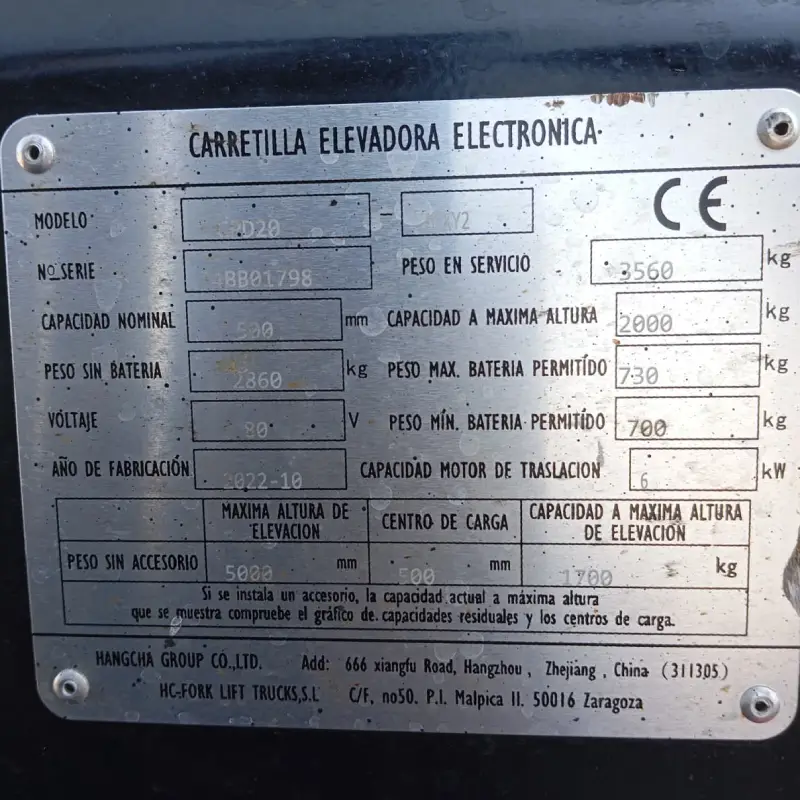 CARRETILLA ELEVADORA ELECTRONICA
MODELO PD20 - Y2 CE
Nº SERIE BB01798 PESO EN SERVICIO 3560 kg
CAPACIDAD NOMINAL 500 mm CAPACIDAD A MAXIMA ALTURA 2000 kg
PESO SIN BATERIA 2860 kg PESO MAX. BATERIA PERMITÍDO 730 kg
VOLTAJE 80 V PESO MÍN. BATERIA PERMITÍDO 700 kg
AÑO DE FABRICACIÓN 2022-10 CAPACIDAD MOTOR DE TRASLACION 6 kW
MAXIMA ALTURA DE ELEVACION CENTRO DE CARGA CAPACIDAD A MAXIMA ALTURA DE ELEVACIÓN
PESO SIN ACCESORIO 5000 mm 500 mm 1700 kg
Si se instala un accesorio, la capacidad actual a máxima altura
que se muestra compruebe el gráfico de capacidades residuales y los centros de carga.
HANGCHA GROUP CO.,LTD. Add: 666 xiangfu Road, Hangzhou, Zhejiang, China (311305)
HC-FORK LIFT TRUCKS,S.L C/F, no50. P.I. Malpica II. 50016 Zaragoza